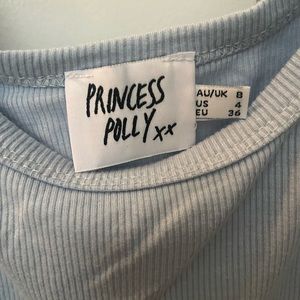 PRINCESS
POLLY xx
AU/UK 8
US 4
EU 36